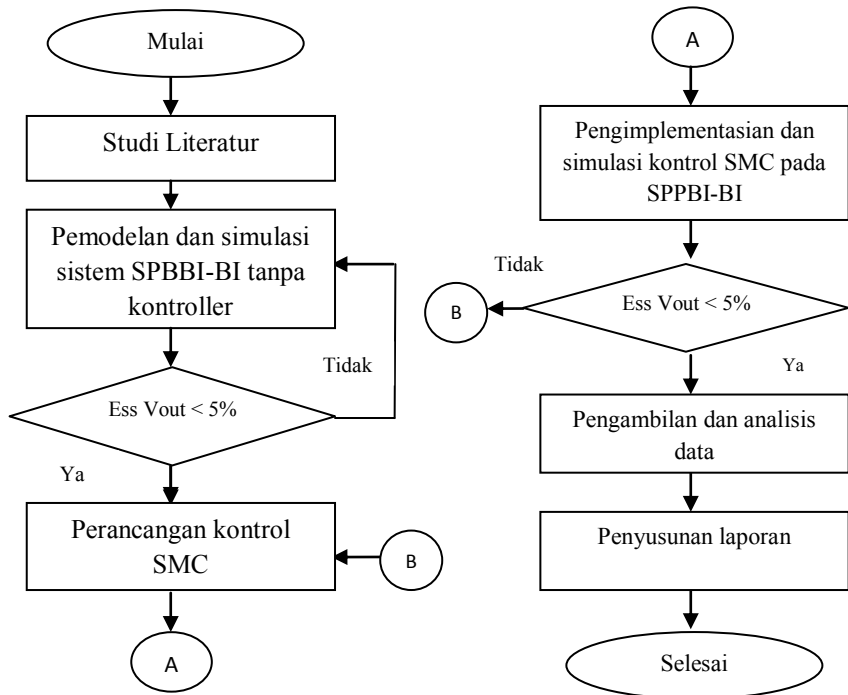 Mulai
Studi Literatur
Pemodelan dan simulasi
sistem SPBBI-BI tanpa
kontroller
Tidak
Ess Vout < 5%
Ya
Perancangan kontrol
SMC
B
A
A
Pengimplementasian dan
simulasi kontrol SMC pada
SPPBI-BI
Tidak
B
Ess Vout < 5%
Ya
Pengambilan dan analisis
data
Penyusunan laporan
Selesai